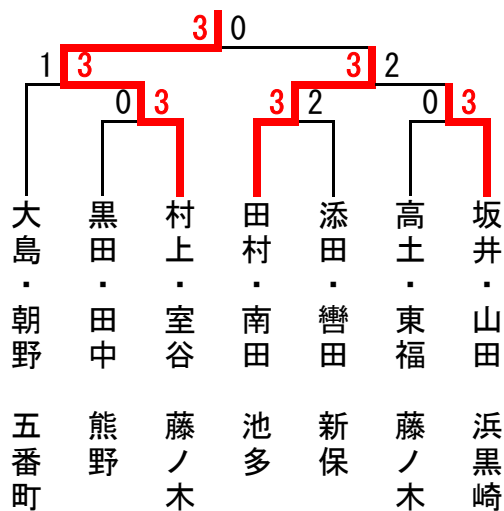 3 0
1 3 3 2
0 3 3 2 0 3
大島・朝野 五番町
黒田・田中 熊野
村上・室谷 藤ノ木
田村・南田 池多
添田・轡田 新保
高土・東福 藤ノ木
坂井・山田 浜黒崎